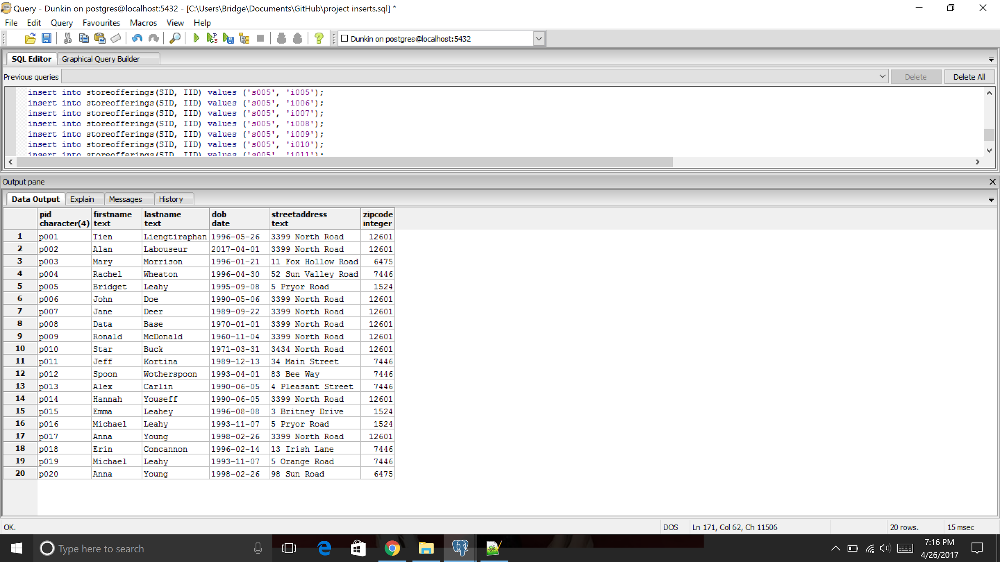 Query - Dunkin on postgres@localhost:5432 - [C:\Users\Bridge\Documents\GitHub\project inserts.sql] *
File Edit Query Favourites Macros View Help
Dunkin on postgres@localhost:5432
SQL Editor Graphical Query Builder
Previous queries Delete Delete All
insert into storeofferings(SID, IID) values ('s005', 'i005');
insert into storeofferings(SID, IID) values ('s005', 'i006');
insert into storeofferings(SID, IID) values ('s005', 'i007');
insert into storeofferings(SID, IID) values ('s005', 'i008');
insert into storeofferings(SID, IID) values ('s005', 'i009');
insert into storeofferings(SID, IID) values ('s005', 'i010');
insert into storeofferings(SID, IID) values ('s005', 'i011');
Output pane
Data Output Explain Messages History
pid firstname lastname dob streetaddress zipcode
character(4) text text date text integer
1 p001 Tien Liengtiraphan 1996-05-26 3399 North Road 12601
2 p002 Alan Labouseur 2017-04-01 3399 North Road 12601
3 p003 Mary Morrison 1996-01-21 11 Fox Hollow Road 6475
4 p004 Rachel Wheaton 1996-04-30 52 Sun Valley Road 7446
5 p005 Bridget Leahy 1995-09-08 5 Pryor Road 1524
6 p006 John Doe 1990-05-06 3399 North Road 12601
7 p007 Jane Deer 1989-09-22 3399 North Road 12601
8 p008 Data Base 1970-01-01 3399 North Road 12601
9 p009 Ronald McDonald 1960-11-04 3399 North Road 12601
10 p010 Star Buck 1971-03-31 3434 North Road 12601
11 p011 Jeff Kortina 1989-12-13 34 Main Street 7446
12 p012 Spoon Wotherspoon 1993-04-01 83 Bee Way 7446
13 p013 Alex Carlin 1990-06-05 4 Pleasant Street 7446
14 p014 Hannah Youseff 1990-06-05 3399 North Road 12601
15 p015 Emma Leahey 1996-08-08 3 Britney Drive 1524
16 p016 Michael Leahy 1993-11-07 5 Pryor Road 1524
17 p017 Anna Young 1998-02-26 3399 North Road 12601
18 p018 Erin Concannon 1996-02-14 13 Irish Lane 7446
19 p019 Michael Leahy 1993-11-07 5 Orange Road 7446
20 p020 Anna Young 1998-02-26 98 Sun Road 6475
OK. DOS Ln 171, Col 62, Ch 11506 20 rows. 15 msec
Type here to search
7:16 PM
4/26/2017